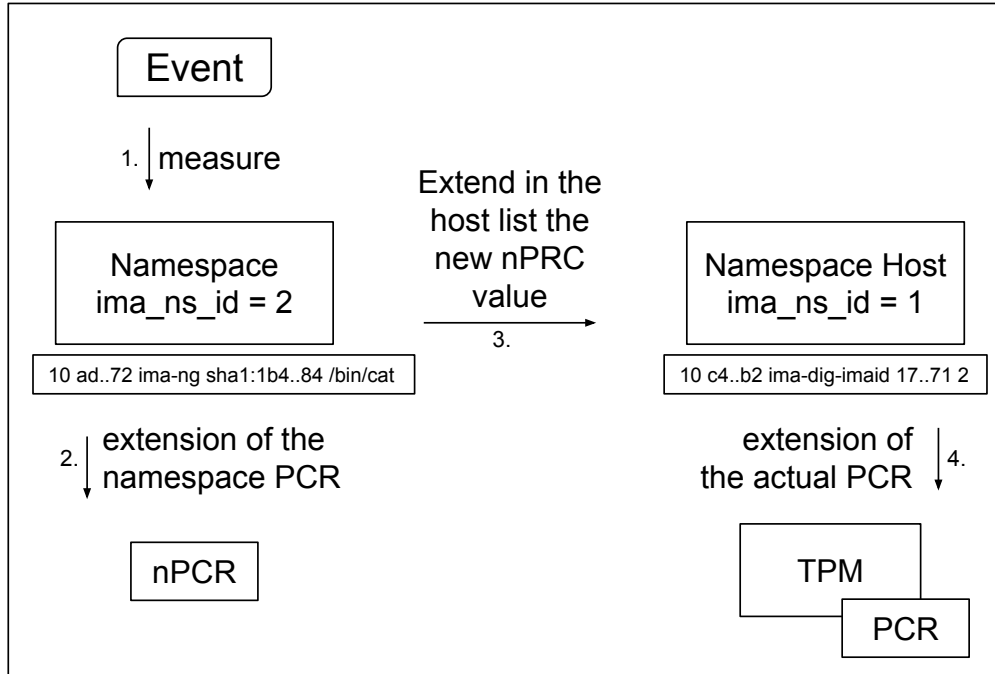 Event
1.
measure
Extend in the
host list the
new nPRC
value
3.
Namespace
ima_ns_id = 2
10 ad..72 ima-ng sha1:1b4..84 /bin/cat
Namespace Host
ima_ns_id = 1
10 c4..b2 ima-dig-imaid 17..71 2
2.
extension of the
namespace PCR
nPCR
extension of
the actual PCR
4.
TPM
PCR